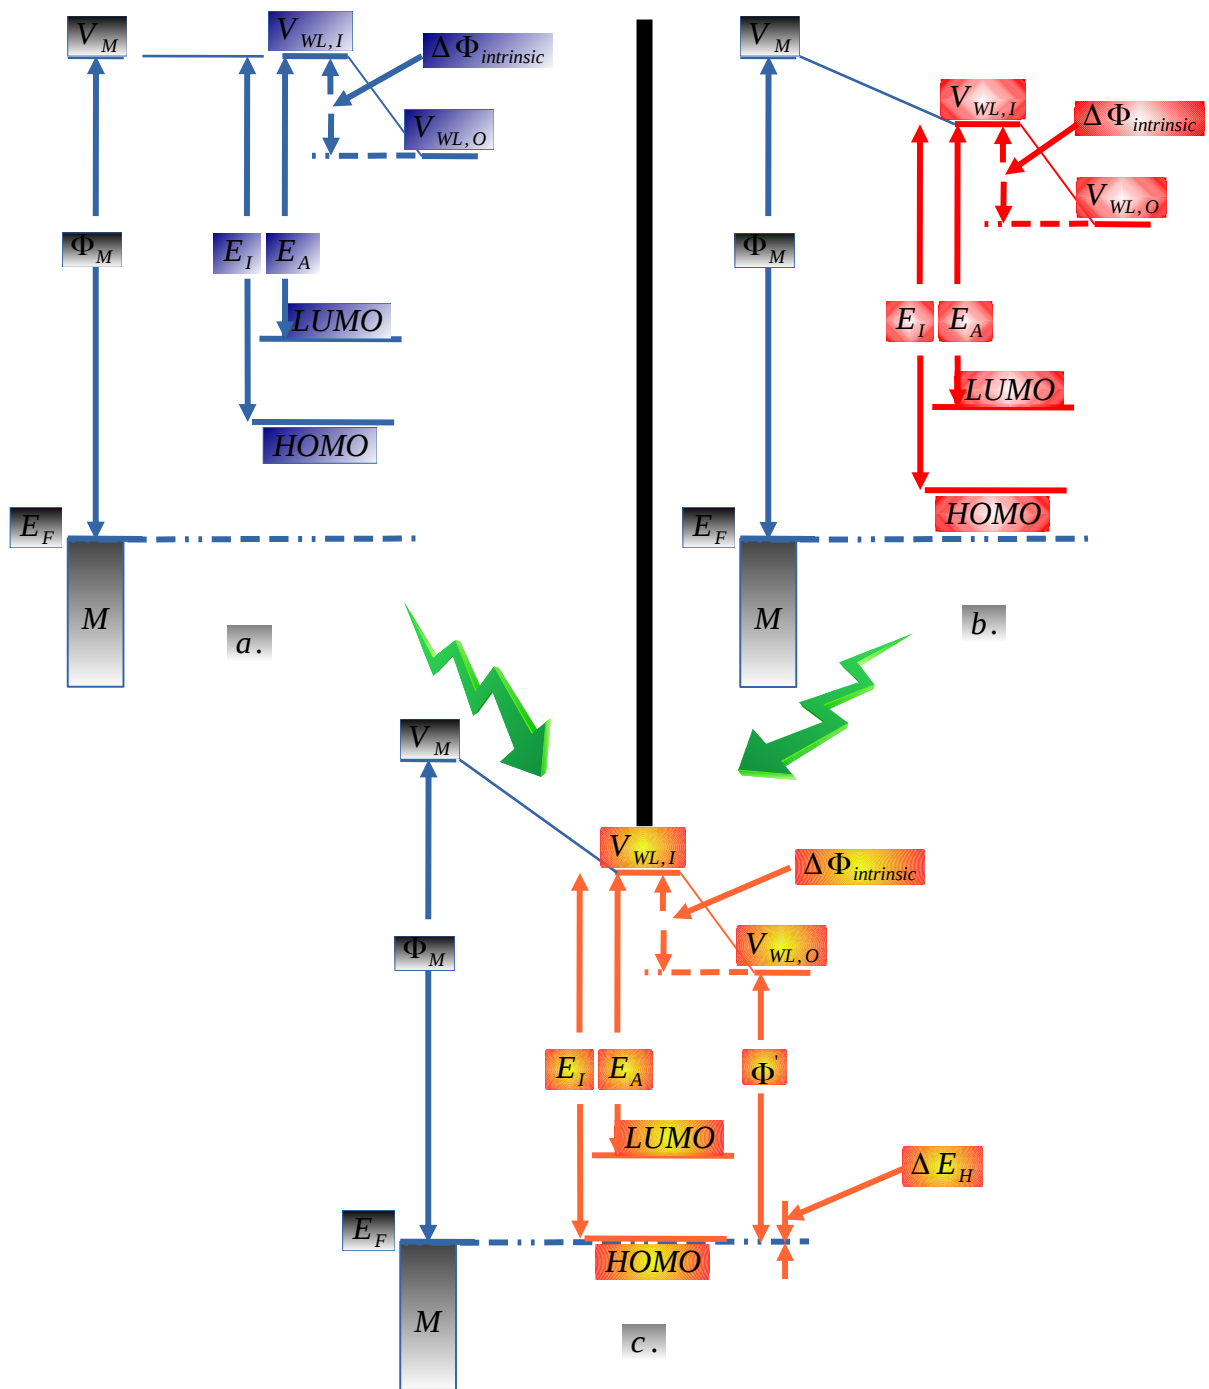 V_M
V_WL,I
ΔΦ_intrinsic
V_WL,O
Φ_M
E_I
E_A
LUMO
HOMO
E_F
M
a.
V_M
V_WL,I
ΔΦ_intrinsic
V_WL,O
Φ_M
E_I
E_A
LUMO
HOMO
E_F
M
b.
V_M
V_WL,I
ΔΦ_intrinsic
V_WL,O
Φ_M
E_I
E_A
Φ'
LUMO
ΔE_H
E_F
HOMO
M
c.